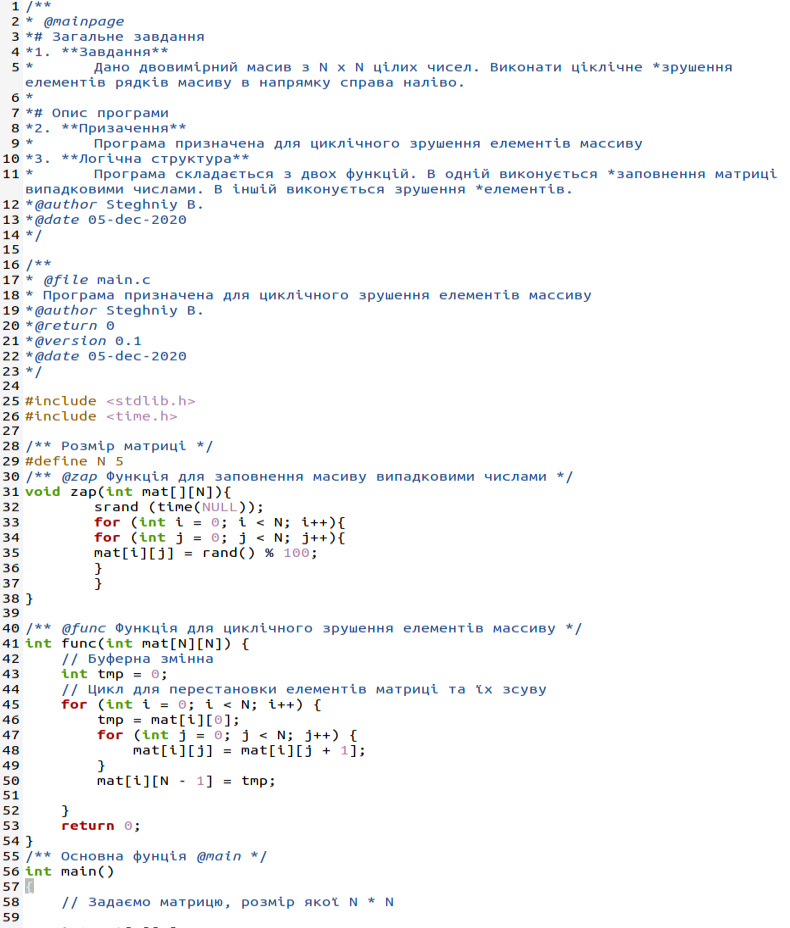 1 /**
2 * @mainpage
3 *# Загальне завдання
4 *1. **Завдання**
5 *      Дано двовимірний масив з N x N цілих чисел. Виконати циклічне *зрушення
елементів рядків масиву в напрямку справа наліво.
6 *
7 *# Опис програми
8 *2. **Призачення**
9 *      Програма призначена для циклічного зрушення елементів массиву
10 *3. **Логічна структура**
11 *      Програма складається з двох функцій. В одній виконується *заповнення матриці
випадковими числами. В іншій виконується зрушення *елементів.
12 *@author Steghniy B.
13 *@date 05-dec-2020
14 */
15
16 /**
17 * @file main.c
18 * Програма призначена для циклічного зрушення елементів массиву
19 *@author Steghniy B.
20 *@return 0
21 *@version 0.1
22 *@date 05-dec-2020
23 */
24
25 #include <stdlib.h>
26 #include <time.h>
27
28 /** Розмір матриці */
29 #define N 5
30 /** @zap Функція для заповнення масиву випадковими числами */
31 void zap(int mat[][N]){
32         srand (time(NULL));
33         for (int i = 0; i < N; i++){
34         for (int j = 0; j < N; j++){
35         mat[i][j] = rand() % 100;
36         }
37         }
38 }
39
40 /** @func Функція для циклічного зрушення елементів массиву */
41 int func(int mat[N][N]) {
42     // Буферна змінна
43     int tmp = 0;
44     // Цикл для перестановки елементів матриці та їх зсуву
45     for (int i = 0; i < N; i++) {
46         tmp = mat[i][0];
47         for (int j = 0; j < N; j++) {
48             mat[i][j] = mat[i][j + 1];
49         }
50         mat[i][N - 1] = tmp;
51
52     }
53     return 0;
54 }
55 /** Основна фунція @main */
56 int main()
57 {
58     // Задаємо матрицю, розмір якої N * N
59